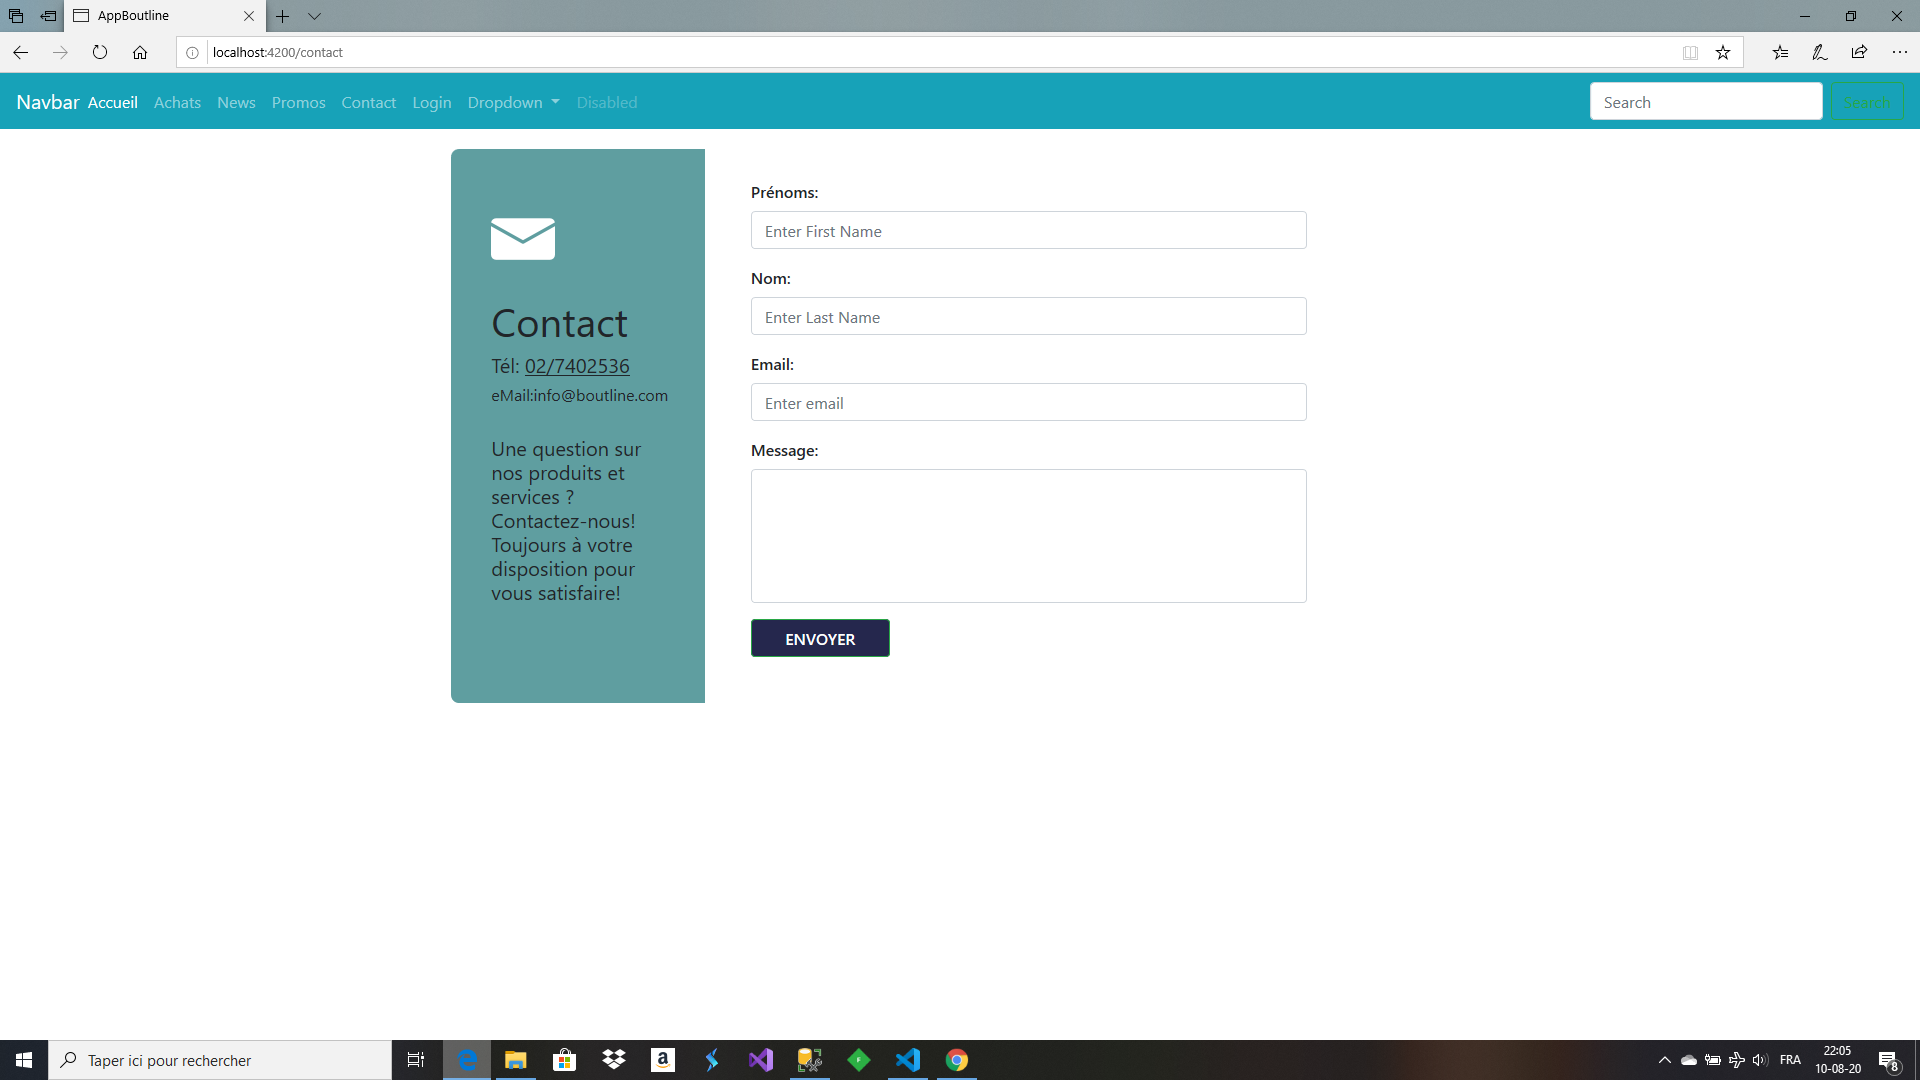 AppBoutline
localhost:4200/contact
Navbar Accueil Achats News Promos Contact Login Dropdown Disabled Search Search
Prénoms:
Enter First Name
Nom:
Enter Last Name
Contact
Tél: 02/7402536
Email:
eMail:info@boutline.com
Enter email
Une question sur
nos produits et
services ?
Contactez-nous!
Toujours à votre
disposition pour
vous satisfaire!
Message:
ENVOYER
Taper ici pour rechercher
a
F
FRA
22:05
10-08-20
8